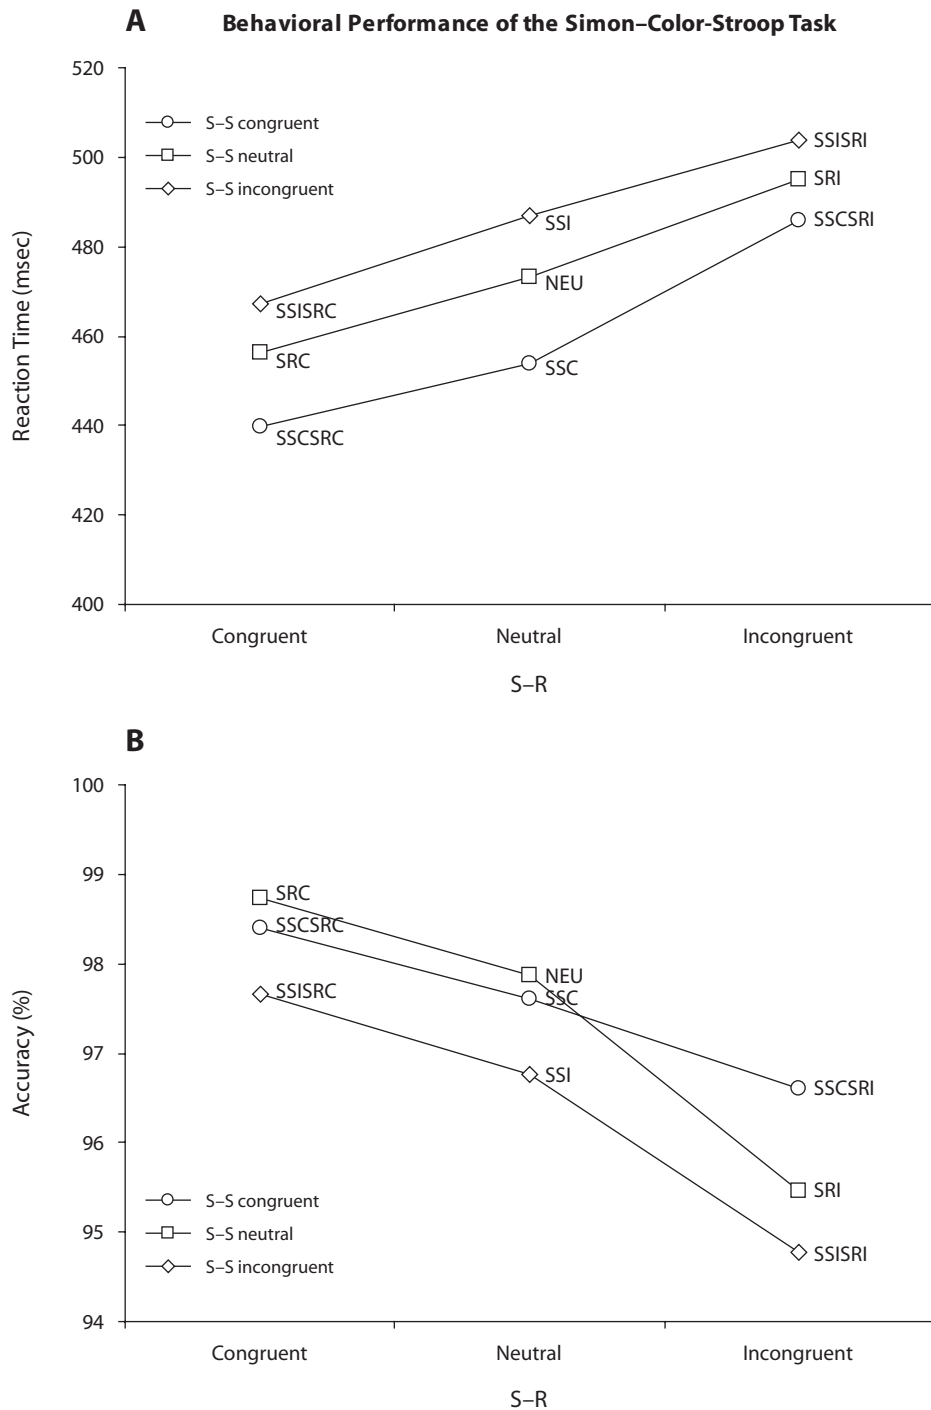 A
Behavioral Performance of the Simon–Color-Stroop Task
520
500
480
460
440
420
400
Reaction Time (msec)
S–S congruent
S–S neutral
S–S incongruent
SSISRI
SRI
SSCSRI
SSI
NEU
SSC
SSISRC
SRC
SSCSRC
Congruent Neutral Incongruent
S–R
B
100
99
98
97
96
95
94
Accuracy (%)
SRC
SSCSRC
SSISRC
NEU
SSC
SSI
SSCSRI
SRI
SSISRI
S–S congruent
S–S neutral
S–S incongruent
Congruent Neutral Incongruent
S–R